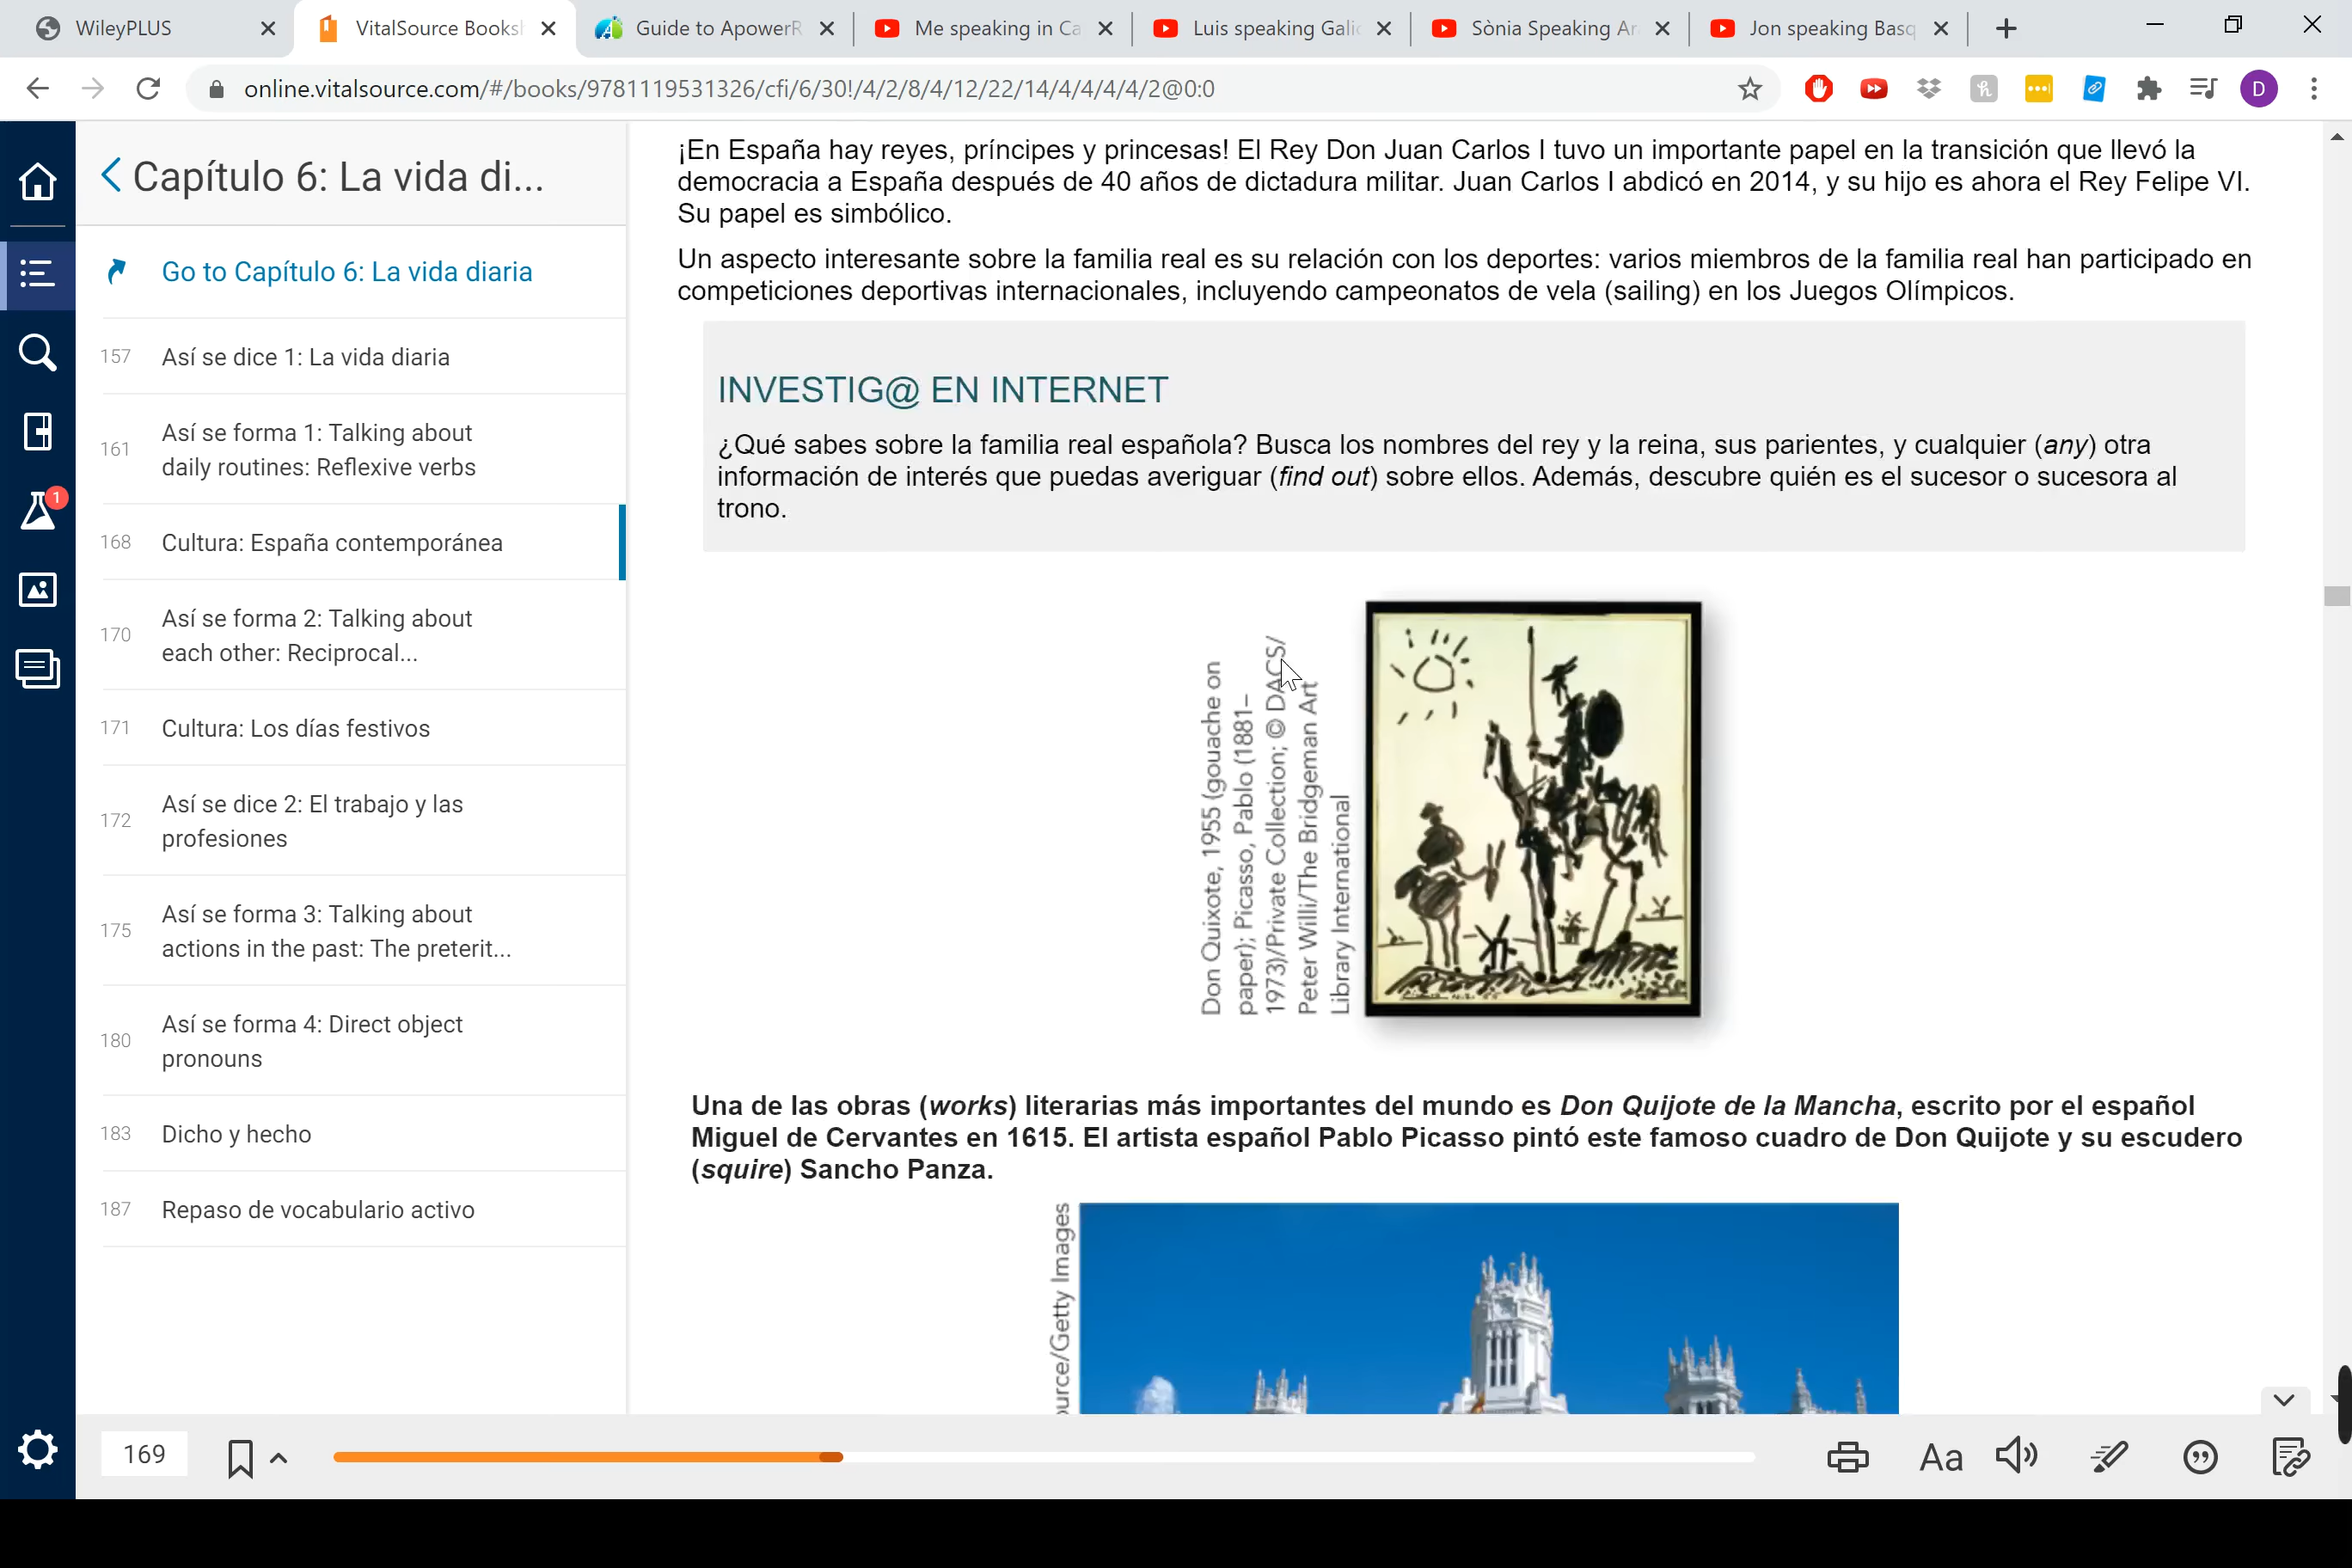 WileyPLUS
VitalSource Booksh
Guide to ApowerR
Me speaking in Ca
Luis speaking Galic
Sònia Speaking Ar
Jon speaking Basq
online.vitalsource.com/#/books/9781119531326/cfi/6/30!/4/2/8/4/12/22/14/4/4/4/4/2@0:0
D
Capítulo 6: La vida di...
Go to Capítulo 6: La vida diaria
157 Así se dice 1: La vida diaria
161 Así se forma 1: Talking about
daily routines: Reflexive verbs
1
168 Cultura: España contemporánea
170 Así se forma 2: Talking about
each other: Reciprocal...
171 Cultura: Los días festivos
172 Así se dice 2: El trabajo y las
profesiones
175 Así se forma 3: Talking about
actions in the past: The preterit...
180 Así se forma 4: Direct object
pronouns
183 Dicho y hecho
187 Repaso de vocabulario activo
¡En España hay reyes, príncipes y princesas! El Rey Don Juan Carlos I tuvo un importante papel en la transición que llevó la
democracia a España después de 40 años de dictadura militar. Juan Carlos I abdicó en 2014, y su hijo es ahora el Rey Felipe VI.
Su papel es simbólico.
Un aspecto interesante sobre la familia real es su relación con los deportes: varios miembros de la familia real han participado en
competiciones deportivas internacionales, incluyendo campeonatos de vela (sailing) en los Juegos Olímpicos.
INVESTIG@ EN INTERNET
¿Qué sabes sobre la familia real española? Busca los nombres del rey y la reina, sus parientes, y cualquier (any) otra
información de interés que puedas averiguar (find out) sobre ellos. Además, descubre quién es el sucesor o sucesora al
trono.
Don Quixote, 1955 (gouache on
paper); Picasso, Pablo (1881–
1973)/Private Collection; © DACS/
Peter Willi/The Bridgeman Art
Library International
Una de las obras (works) literarias más importantes del mundo es Don Quijote de la Mancha, escrito por el español
Miguel de Cervantes en 1615. El artista español Pablo Picasso pintó este famoso cuadro de Don Quijote y su escudero
(squire) Sancho Panza.
ource/Getty Images
169
Aa